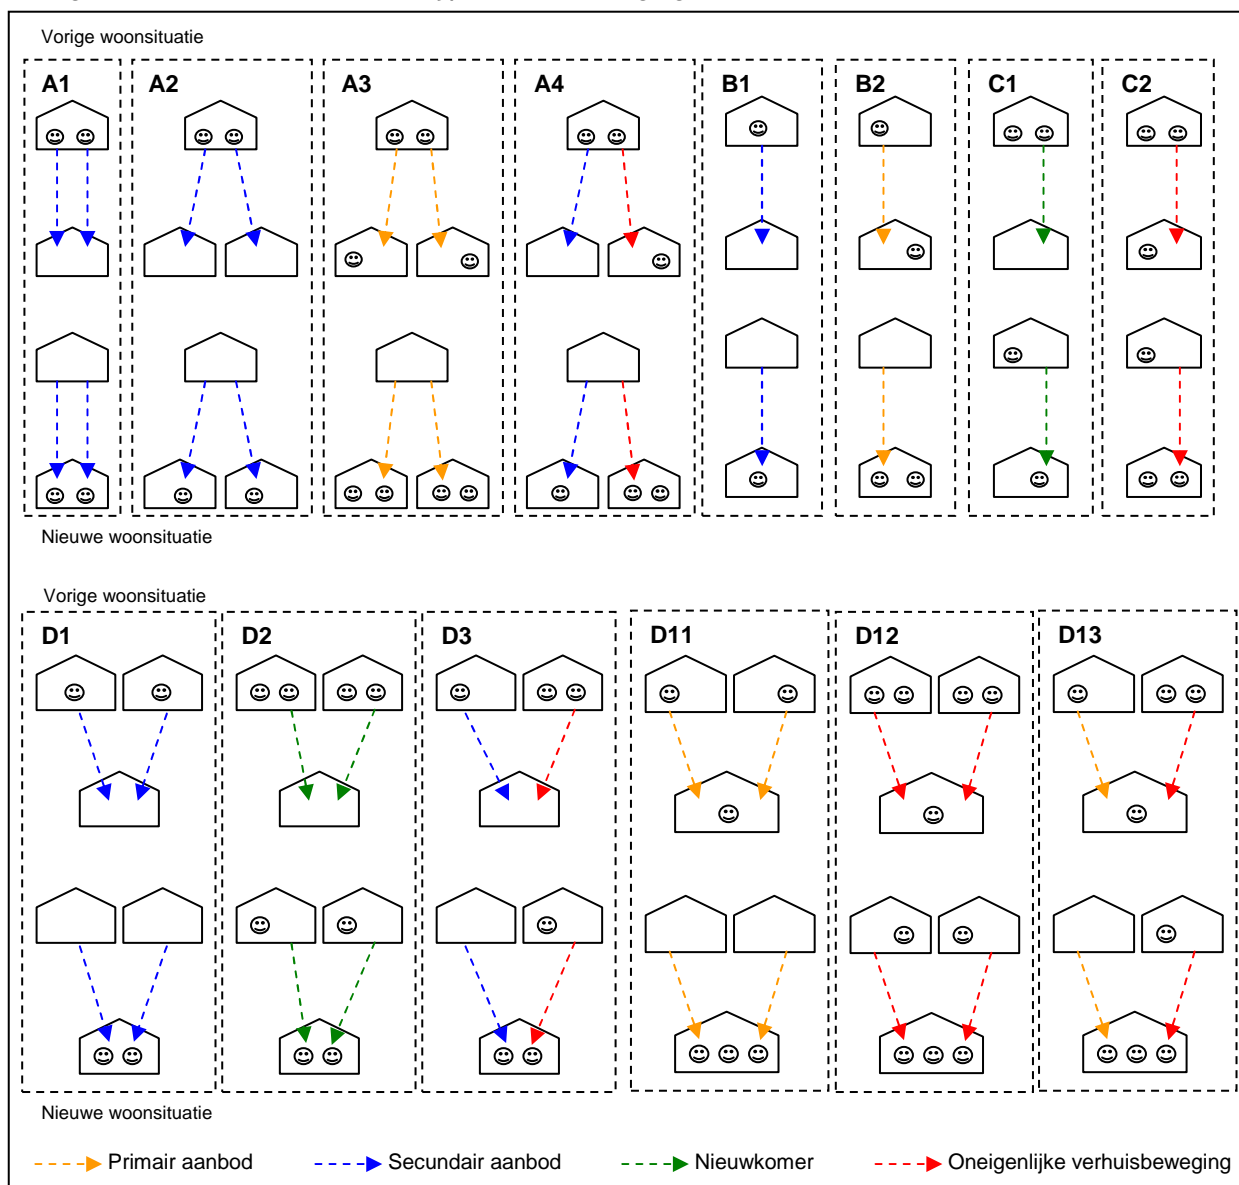 Vorige woonsituatie
A1 A2 A3 A4 B1 B2 C1 C2
Nieuwe woonsituatie
Vorige woonsituatie
D1 D2 D3 D11 D12 D13
Nieuwe woonsituatie
Primair aanbod Secundair aanbod Nieuwkomer Oneigenlijke verhuisbeweging